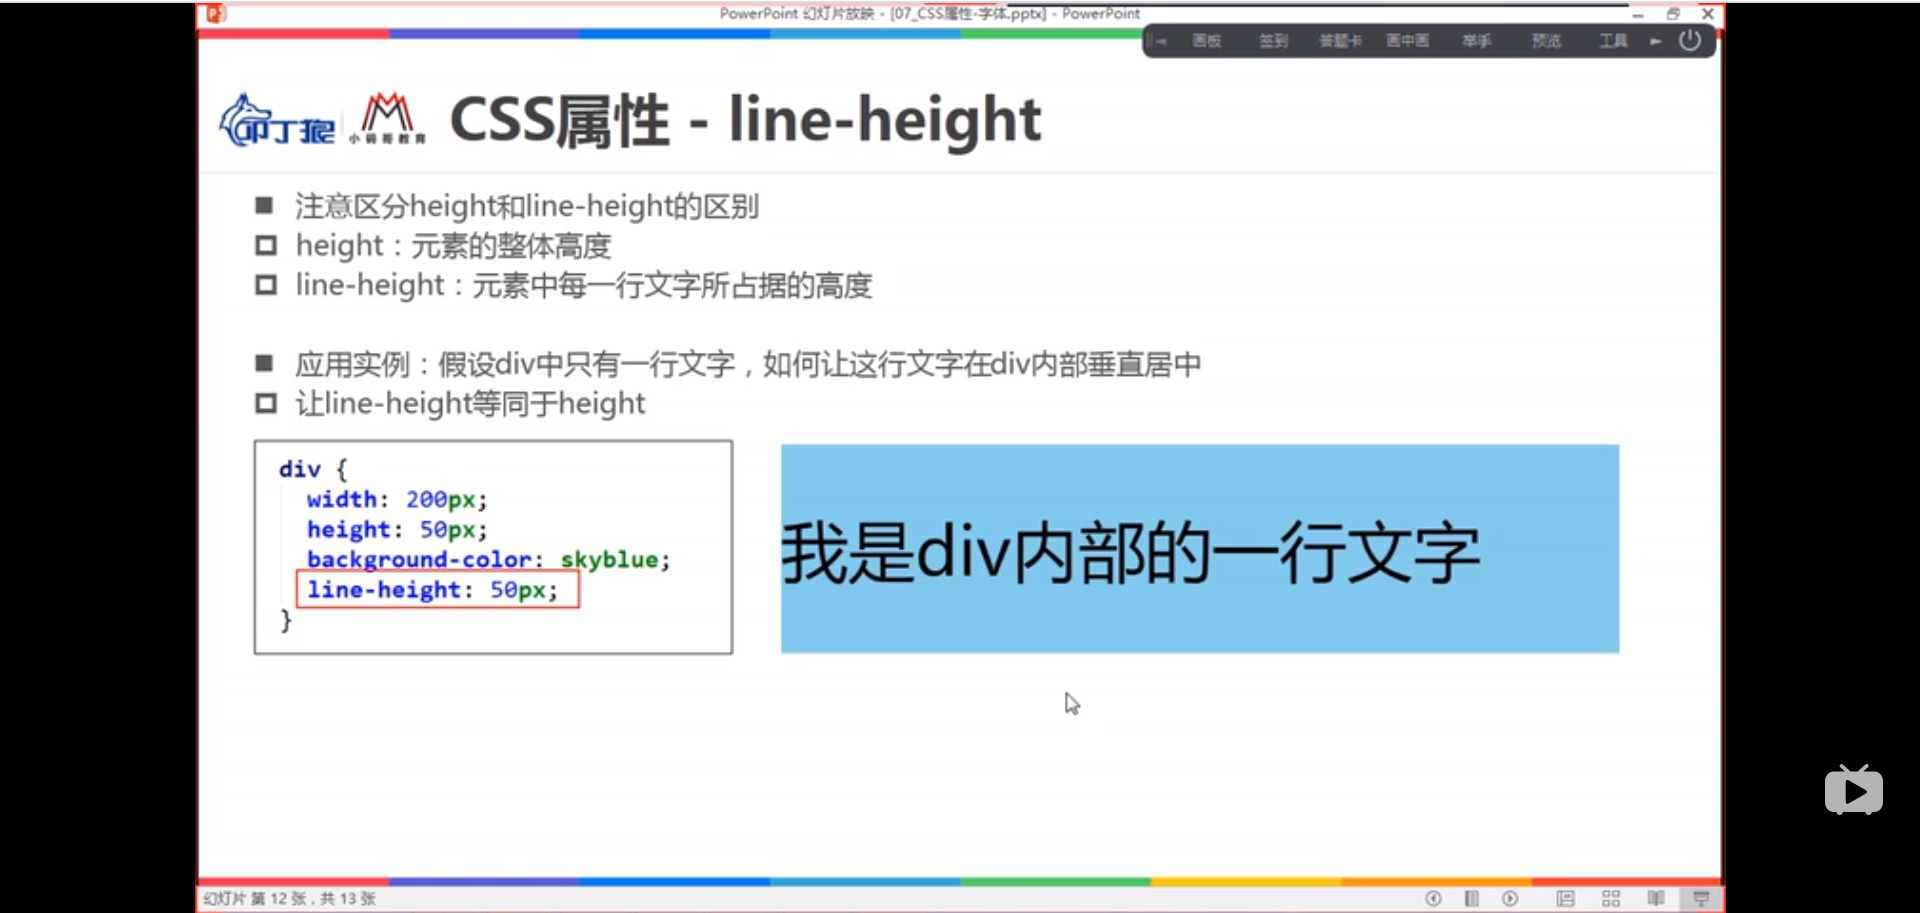 PowerPoint 幻灯片放映 - [07_CSS属性-字体.pptx] - PowerPoint
画板 签到 答题卡 画中画 举手 预览 工具
叩丁狼 小码哥教育 CSS属性 - line-height
注意区分height和line-height的区别
height：元素的整体高度
line-height：元素中每一行文字所占据的高度
应用实例：假设div中只有一行文字，如何让这行文字在div内部垂直居中
让line-height等同于height
div {
width: 200px;
height: 50px;
background-color: skyblue;
line-height: 50px;
}
我是div内部的一行文字
幻灯片 第 12 张，共 13 张